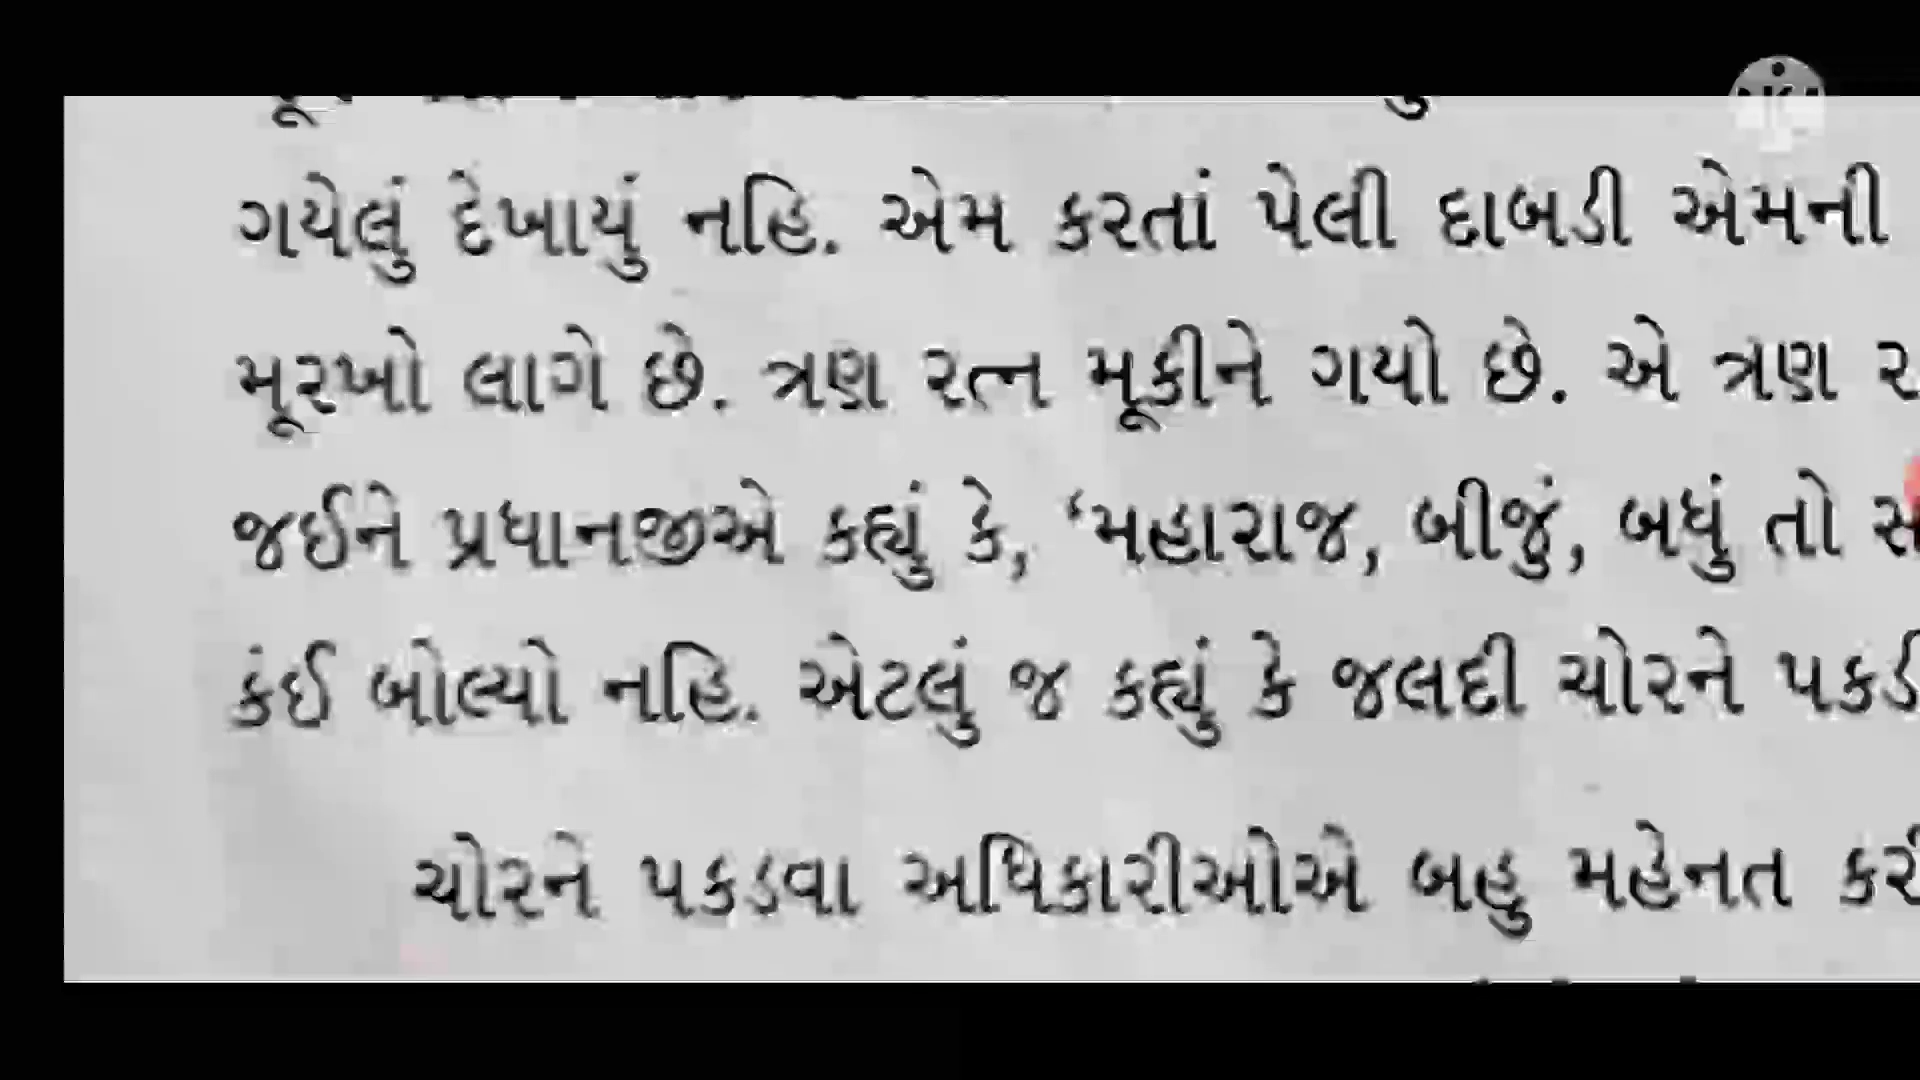 ગયેલું દેખાયું નહિ. એમ કરતાં પેલી દાબડી એમની
મૂરખો લાગે છે. ત્રણ રત્ન મૂકીને ગયો છે. એ ત્રણ
જઈને પ્રધાનજીએ કહ્યું કે, ‘મહારાજ, બીજું, બધું તો
કંઈ બોલ્યો નહિ. એટલું જ કહ્યું કે જલદી ચોરને
ચોરને પકડવા અધિકારીઓએ બહુ મહેનત